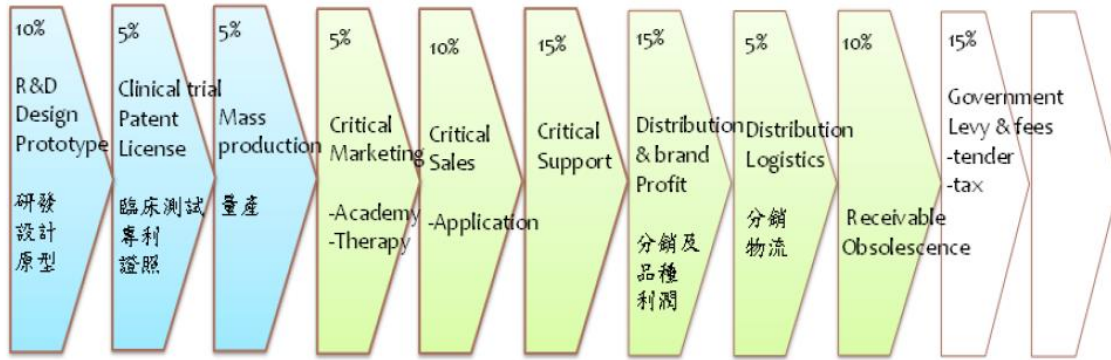 10%
R&D
Design
Prototype
研發
設計
原型
5%
Clinical trial
Patent
License
臨床測試
專利
證照
5%
Mass
production
量產
5%
Critical
Marketing
-Academy
-Therapy
10%
Critical
Sales
-Application
15%
Critical
Support
15%
Distribution
& brand
Profit
分銷及
品種
利潤
5%
Distribution
Logistics
分銷
物流
10%
Receivable
Obsolescence
15%
Government
Levy & fees
-tender
-tax